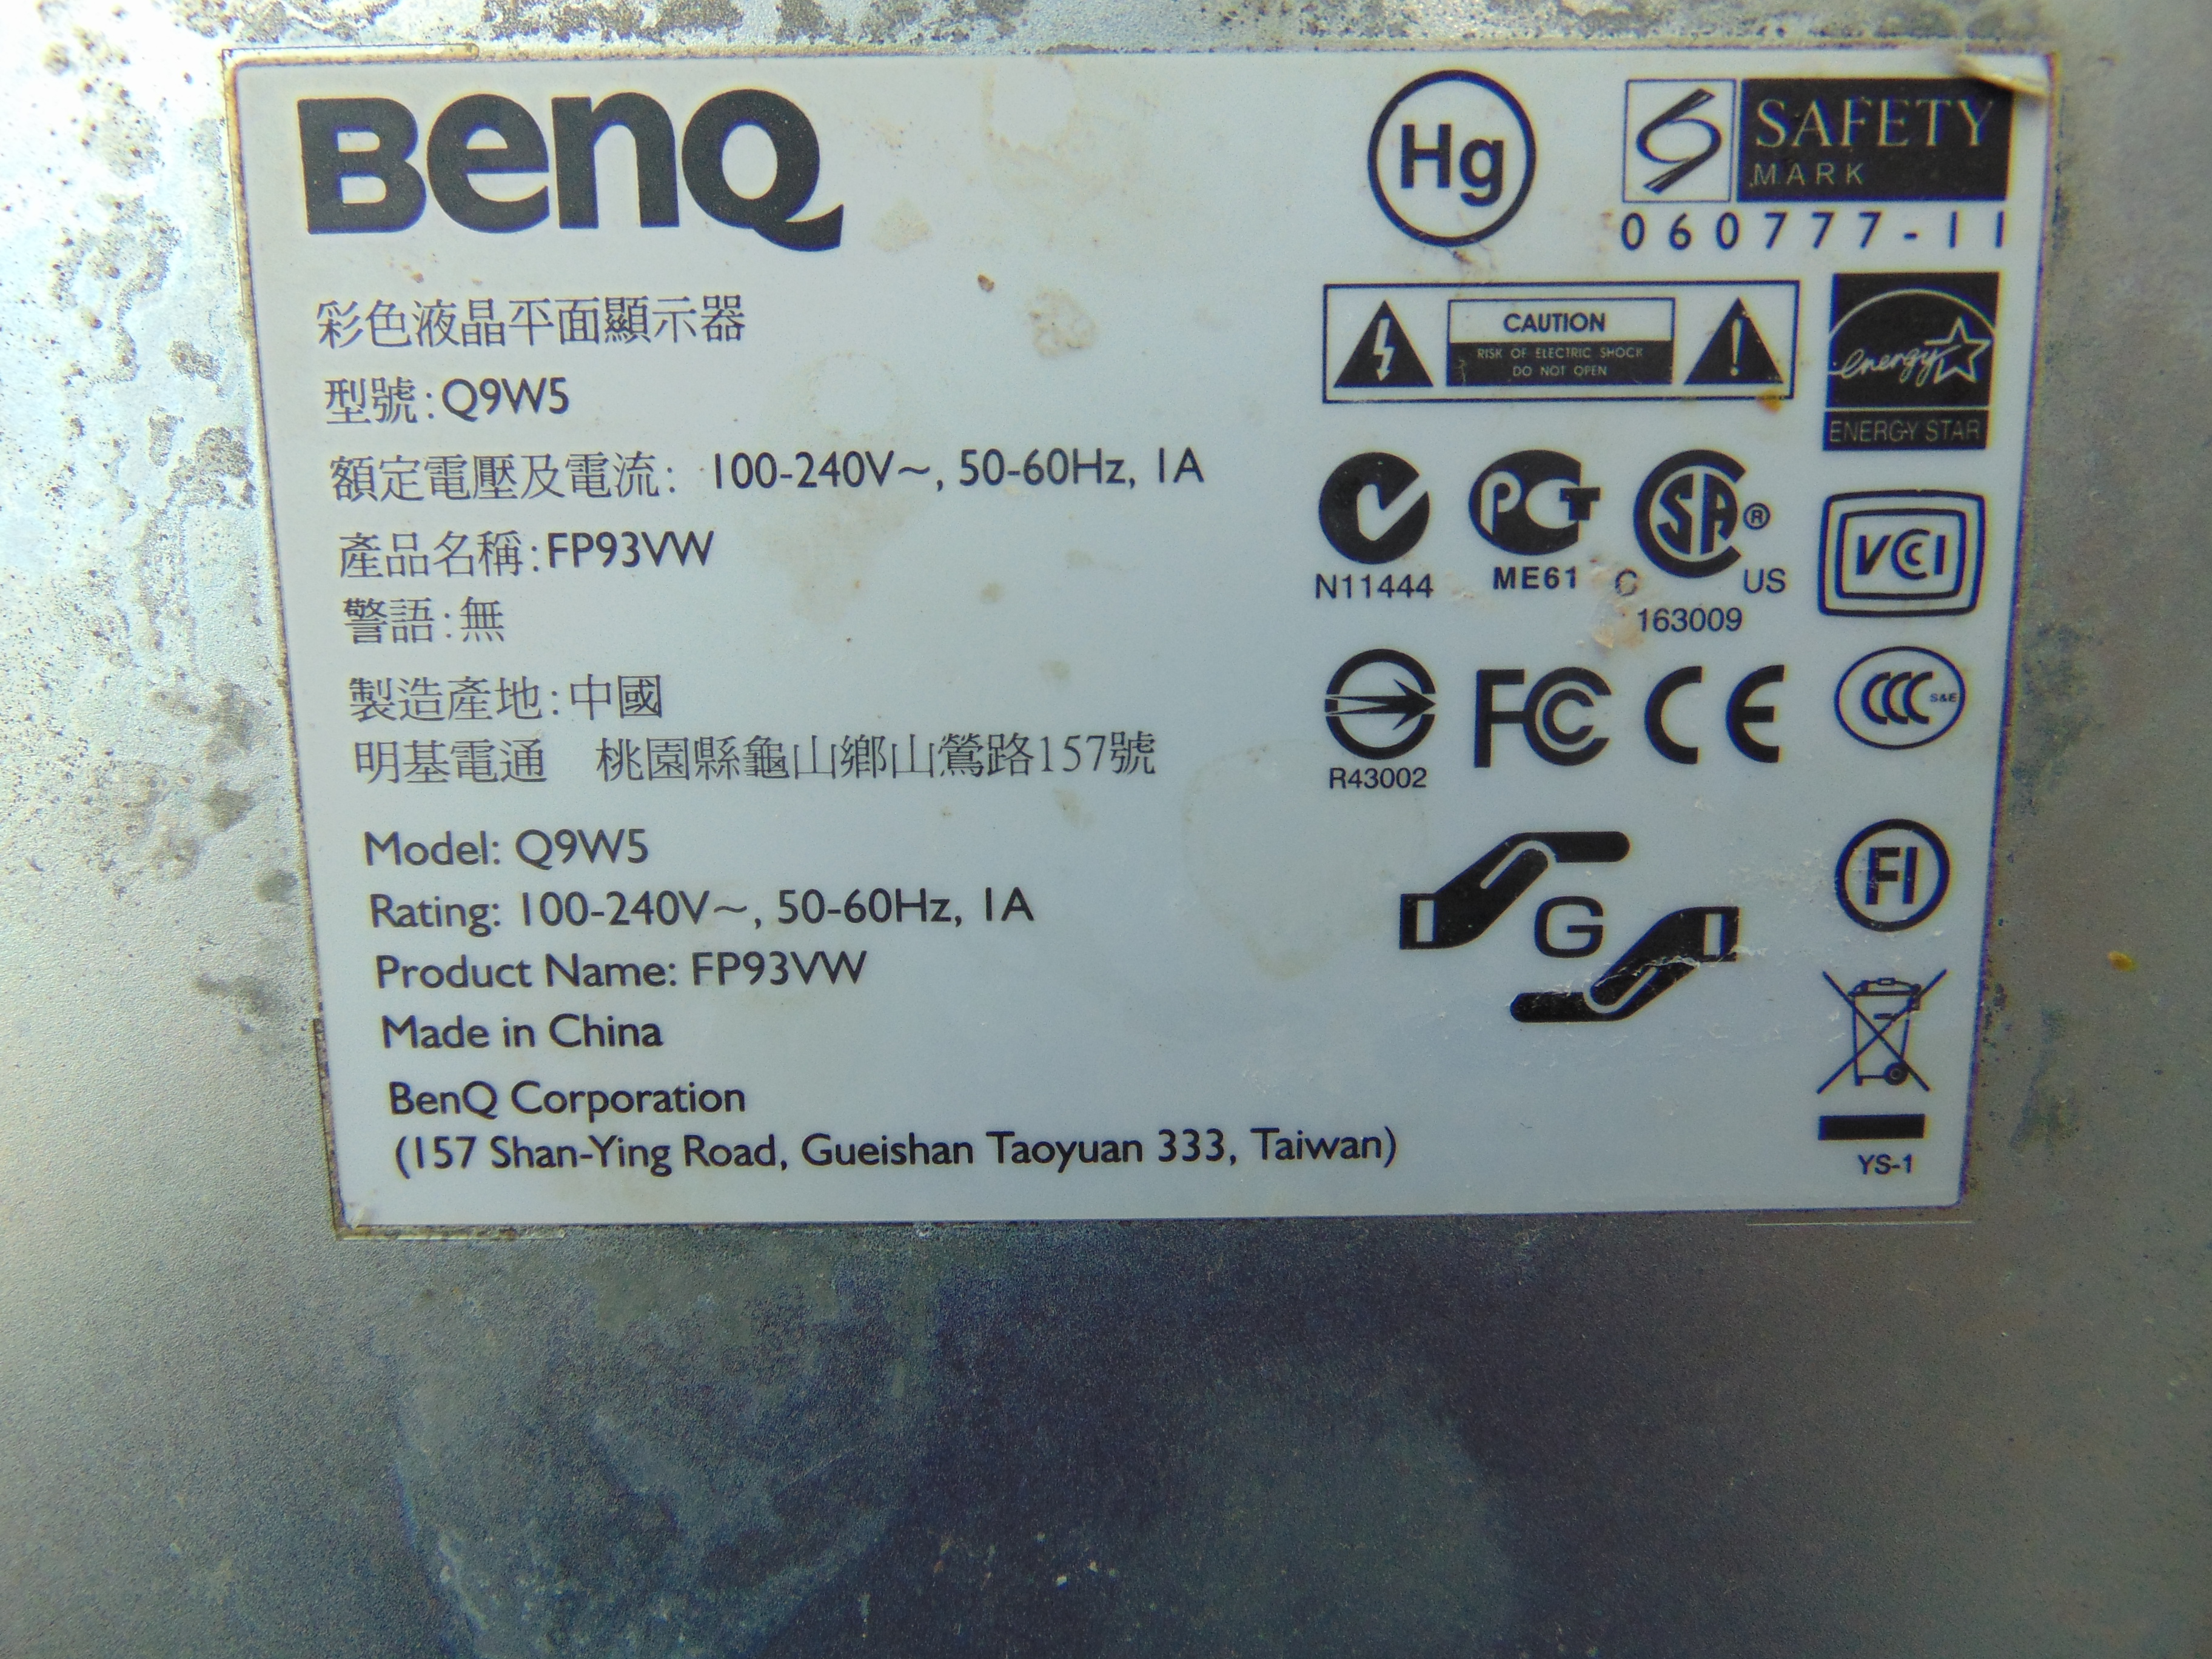 BenQ
彩色液晶平面顯示器
型號:Q9W5
額定電壓及電流: 100-240V~, 50-60Hz, 1A
產品名稱:FP93VW
警語:無
製造產地:中國
明基電通 桃園縣龜山鄉山鶯路157號
Model: Q9W5
Rating: 100-240V~, 50-60Hz, 1A
Product Name: FP93VW
Made in China
BenQ Corporation
(157 Shan-Ying Road, Gueishan Taoyuan 333, Taiwan)
Hg
SAFETY
MARK
060777-11
CAUTION
RISK OF ELECTRIC SHOCK
DO NOT OPEN
energy
ENERGY STAR
N11444
PCT
ME61
SA®
C US
163009
VCCI
R43002
FC
CE
CCC S&E
G
FI
YS-1